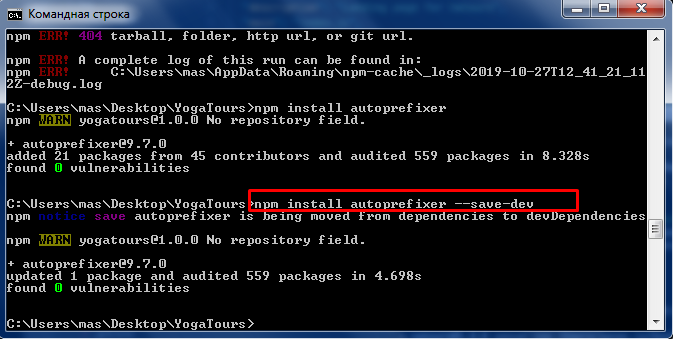 Командная строка
npm ERR! 404 tarball, folder, http url, or git url.
npm ERR! A complete log of this run can be found in:
npm ERR!     C:\Users\mas\AppData\Roaming\npm-cache\_logs\2019-10-27T12_41_21_11
2Z-debug.log
C:\Users\mas\Desktop\YogaTours>npm install autoprefixer
npm WARN yogatours@1.0.0 No repository field.
+ autoprefixer@9.7.0
added 21 packages from 45 contributors and audited 559 packages in 8.328s
found 0 vulnerabilities
C:\Users\mas\Desktop\YogaTours>npm install autoprefixer --save-dev
npm notice save autoprefixer is being moved from dependencies to devDependencies
npm WARN yogatours@1.0.0 No repository field.
+ autoprefixer@9.7.0
updated 1 package and audited 559 packages in 4.698s
found 0 vulnerabilities
C:\Users\mas\Desktop\YogaTours>